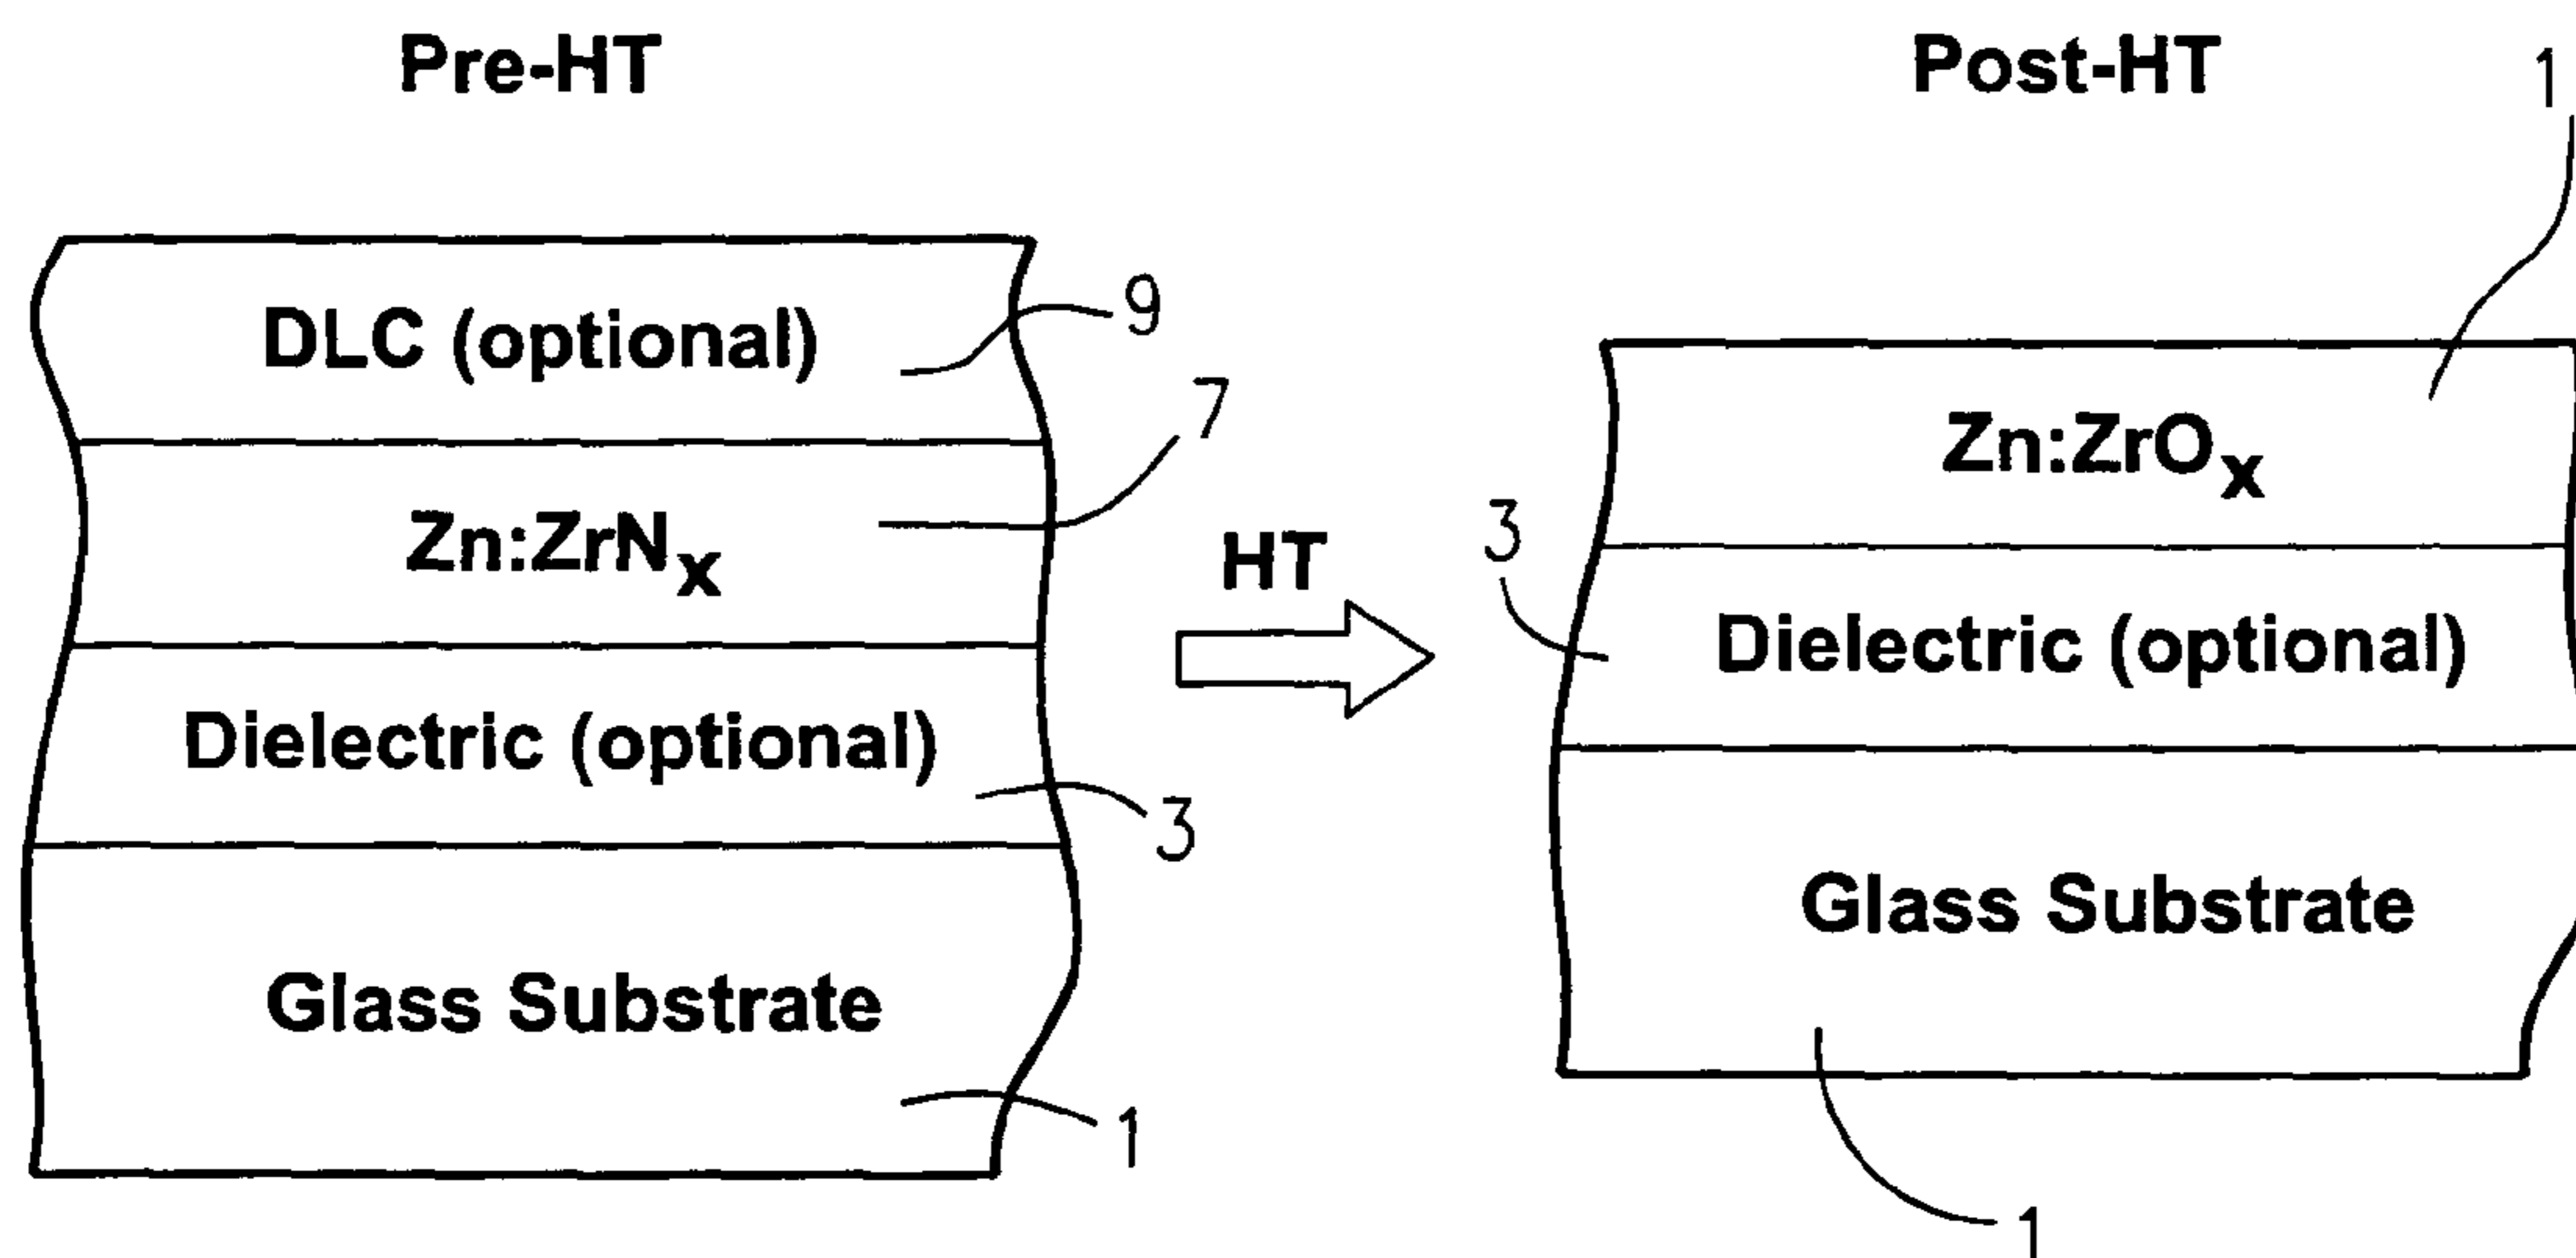 Pre-HT
Post-HT
1
DLC (optional)
9
Zn:ZrNx
7
Dielectric (optional)
3
Glass Substrate
1
HT
Zn:ZrOx
3
Dielectric (optional)
Glass Substrate
1